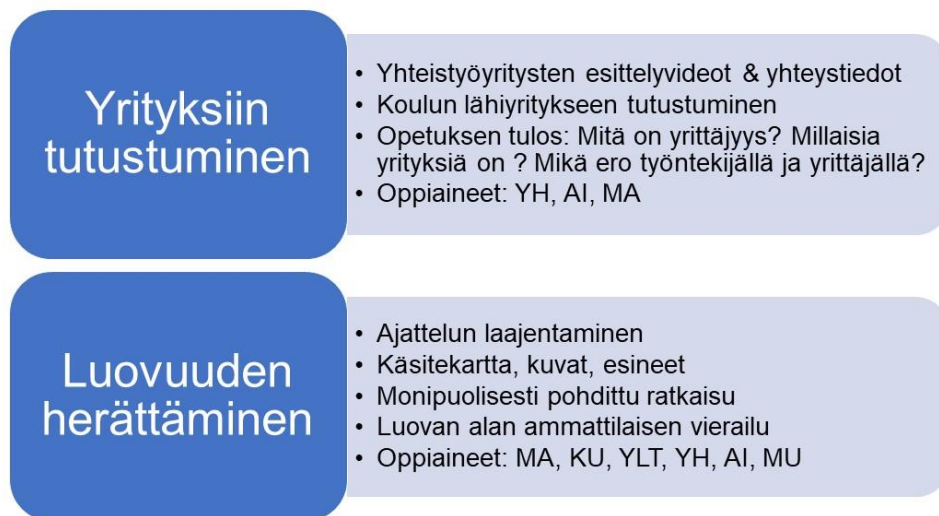 Yrityksiin
tutustuminen
• Yhteistyöyritysten esittelyvideot & yhteystiedot
• Koulun lähiyritykseen tutustuminen
• Opetuksen tulos: Mitä on yrittäjyys? Millaisia
yrityksiä on ? Mikä ero työntekijällä ja yrittäjällä?
• Oppiaineet: YH, AI, MA
Luovuuden
herättäminen
• Ajattelun laajentaminen
• Käsitekartta, kuvat, esineet
• Monipuolisesti pohdittu ratkaisu
• Luovan alan ammattilaisen vierailu
• Oppiaineet: MA, KU, YLT, YH, AI, MU